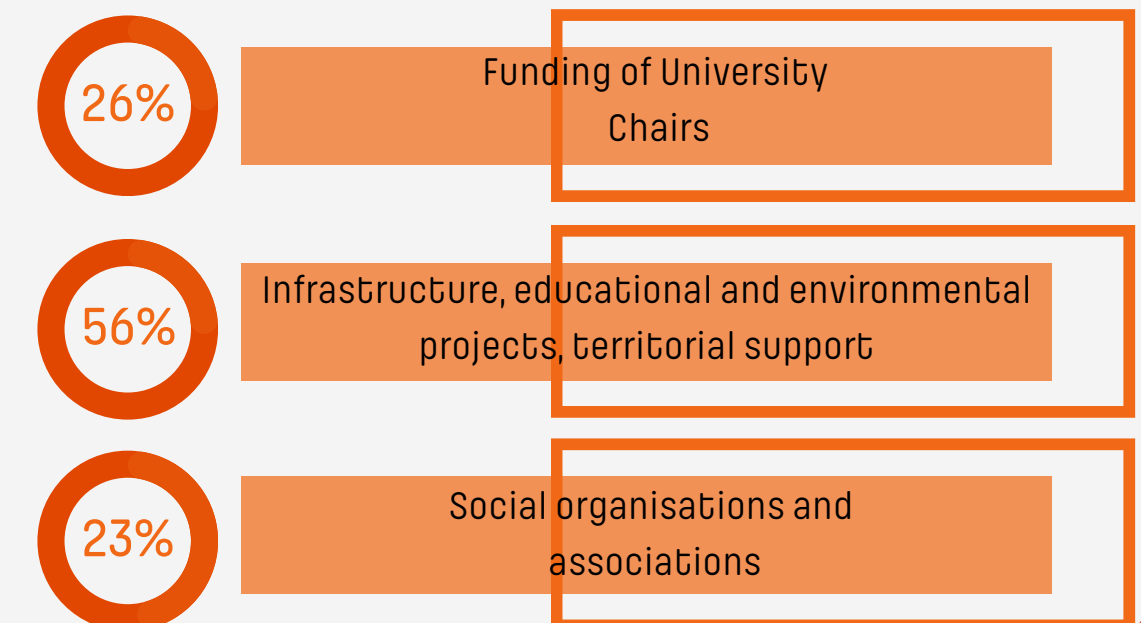 26%
Funding of University
Chairs
56%
Infrastructure, educational and environmental
projects, territorial support
23%
Social organisations and
associations